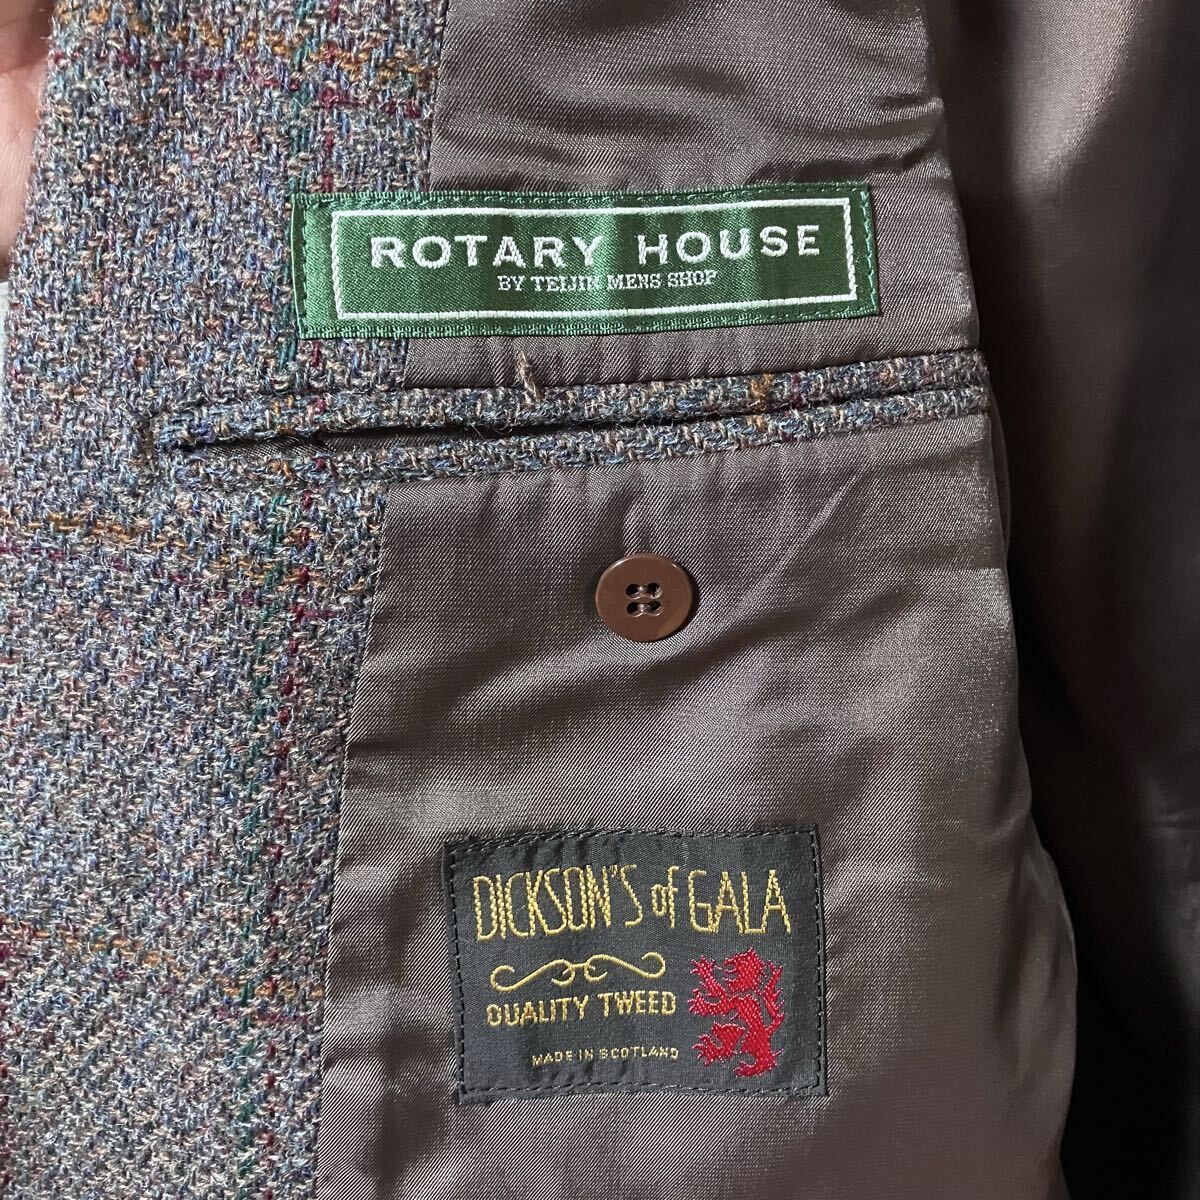 ROTARY HOUSE
BY TEIJIN MENS SHOP
DICKSON'S of GALA
QUALITY TWEED
MADE IN SCOTLAND